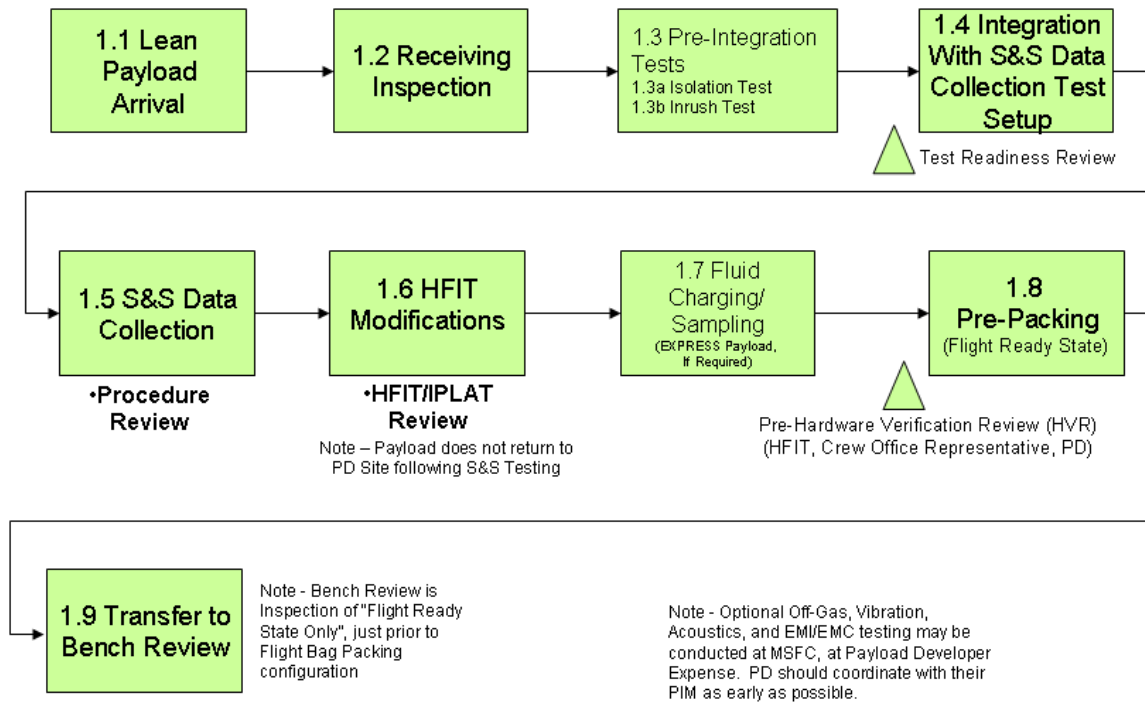 1.1 Lean
Payload
Arrival
1.2 Receiving
Inspection
1.3 Pre-Integration
Tests
1.3a Isolation Test
1.3b Inrush Test
1.4 Integration
With S&S Data
Collection Test
Setup
Test Readiness Review
1.5 S&S Data
Collection
•Procedure
Review
1.6 HFIT
Modifications
•HFIT/IPLAT
Review
Note – Payload does not return to
PD Site following S&S Testing
1.7 Fluid
Charging/
Sampling
(EXPRESS Payload,
If Required)
1.8
Pre-Packing
(Flight Ready State)
Pre-Hardware Verification Review (HVR)
(HFIT, Crew Office Representative, PD)
1.9 Transfer to
Bench Review
Note - Bench Review is
Inspection of "Flight Ready
State Only", just prior to
Flight Bag Packing
configuration
Note - Optional Off-Gas, Vibration,
Acoustics, and EMI/EMC testing may be
conducted at MSFC, at Payload Developer
Expense.  PD should coordinate with their
PIM as early as possible.